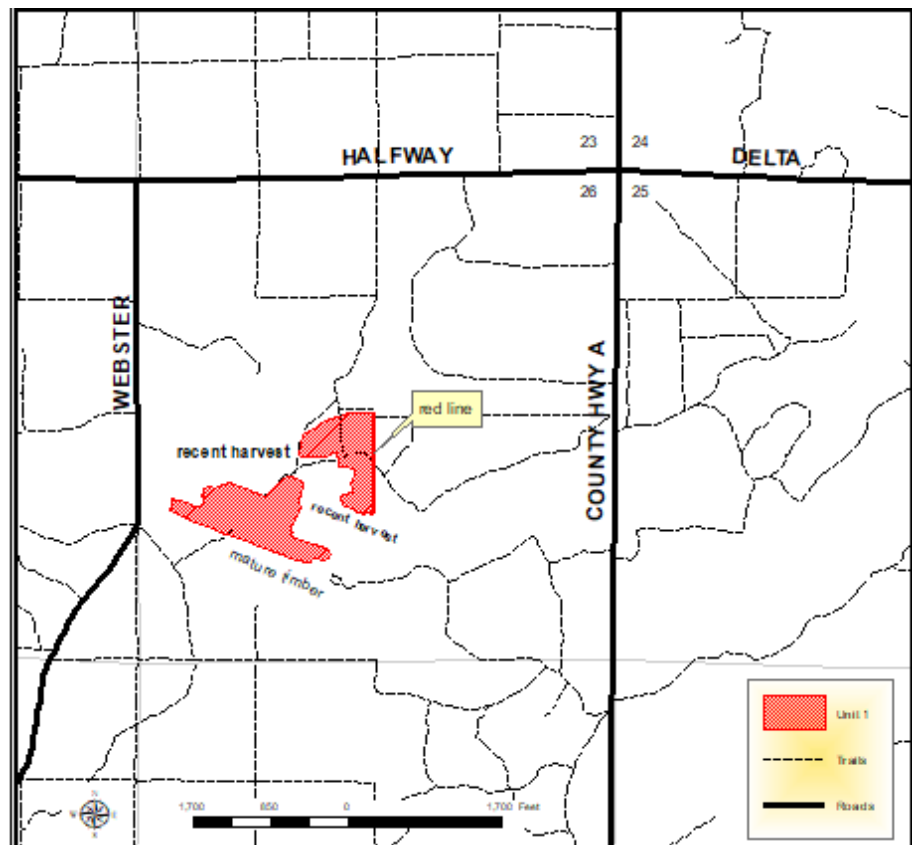 23
24
HALFWAY
DELTA
26
25
WEBSTER
COUNTY HWY A
red line
recent harvest
recent harvest
mature timber
Unit 1
Trails
Roads
N
W
E
S
1,700
850
0
1,700 Feet